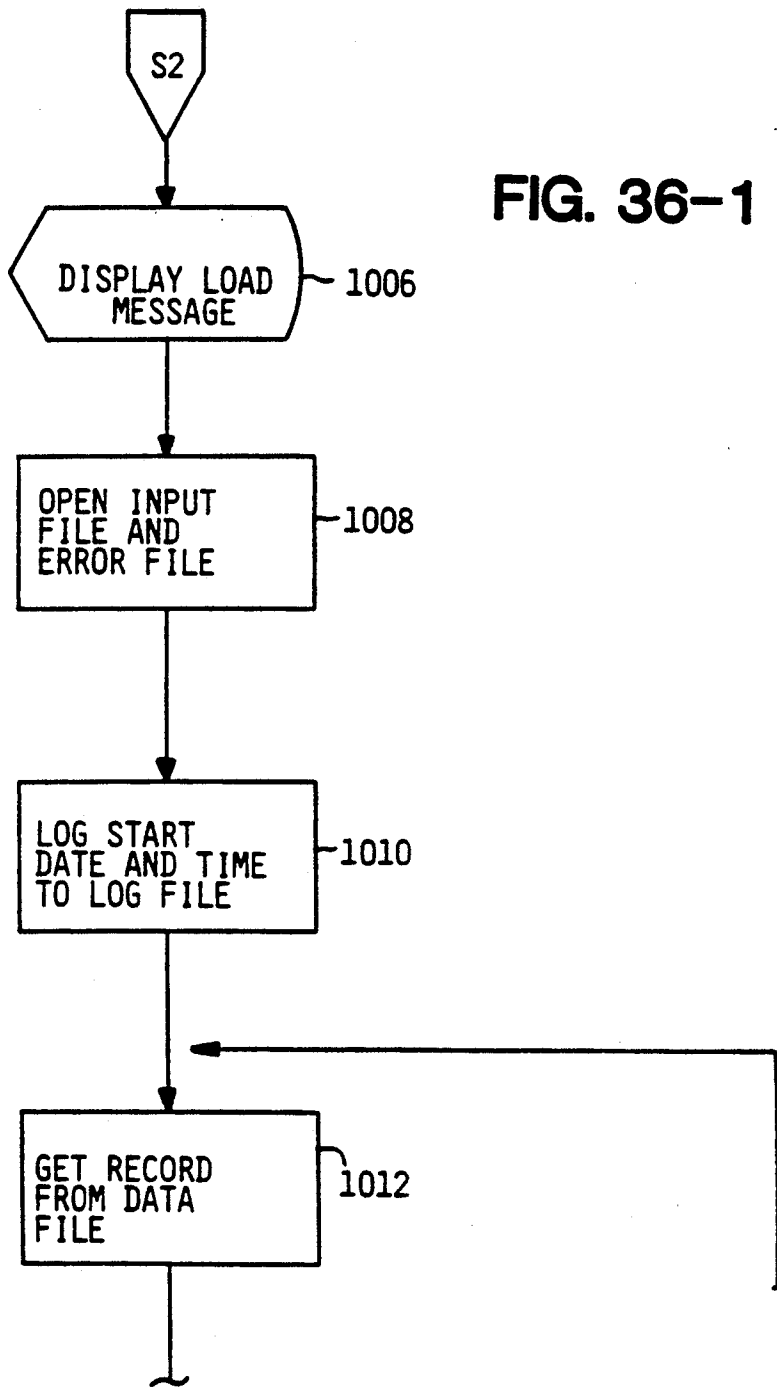 S2
FIG. 36-1
DISPLAY LOAD
MESSAGE
1006
OPEN INPUT
FILE AND
ERROR FILE
1008
LOG START
DATE AND TIME
TO LOG FILE
1010
GET RECORD
FROM DATA
FILE
1012